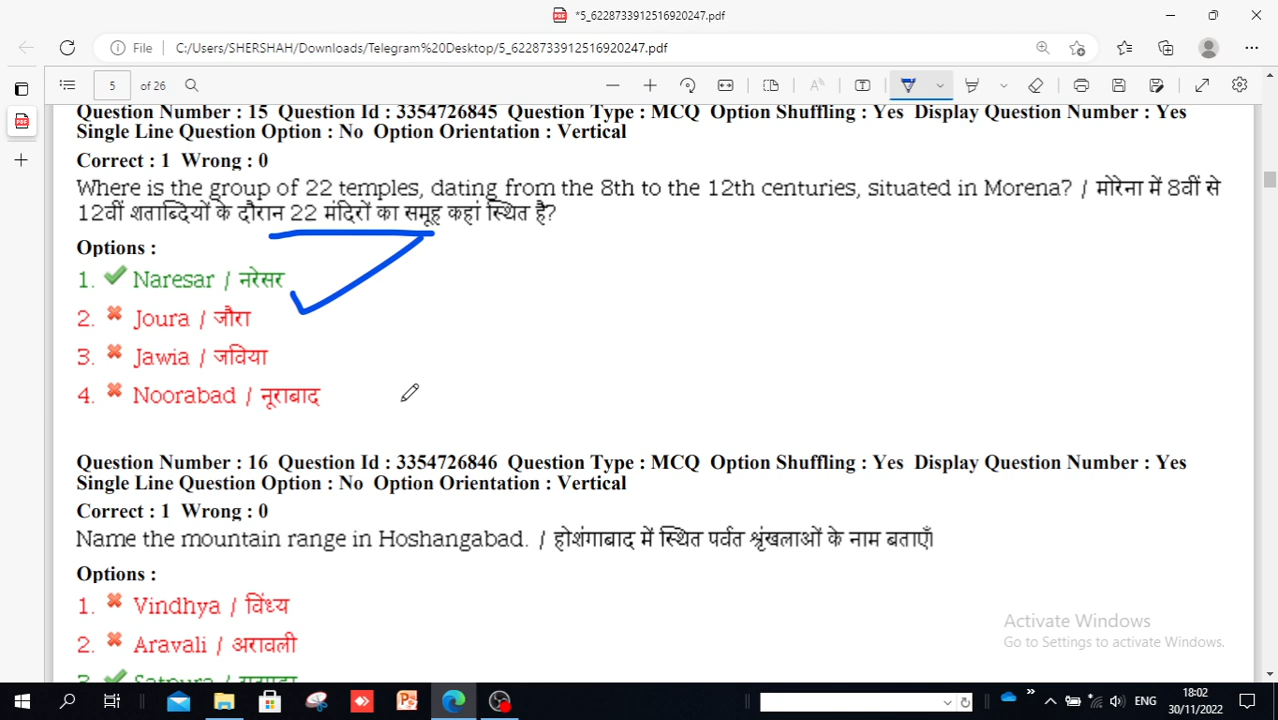 *5_6228733912516920247.pdf
File
C:/Users/SHERSHAH/Downloads/Telegram%20Desktop/5_6228733912516920247.pdf
5 of 26
Question Number : 15 Question Id : 3354726845 Question Type : MCQ Option Shuffling : Yes Display Question Number : Yes
Single Line Question Option : No Option Orientation : Vertical
Correct : 1 Wrong : 0
Where is the group of 22 temples, dating from the 8th to the 12th centuries, situated in Morena? / मोरेना में 8वीं से
12वीं शताब्दियों के दौरान 22 मंदिरों का समूह कहां स्थित है?
Options :
1. Naresar / नरेसर
2. Joura / जौरा
3. Jawia / जविया
4. Noorabad / नूराबाद
Question Number : 16 Question Id : 3354726846 Question Type : MCQ Option Shuffling : Yes Display Question Number : Yes
Single Line Question Option : No Option Orientation : Vertical
Correct : 1 Wrong : 0
Name the mountain range in Hoshangabad. / होशंगाबाद में स्थित पर्वत श्रृंखलाओं के नाम बताएँ।
Options :
1. Vindhya / विंध्य
2. Aravali / अरावली
3. Satpura / सतपुड़ा
Activate Windows
Go to Settings to activate Windows.
ENG
18:02
30/11/2022